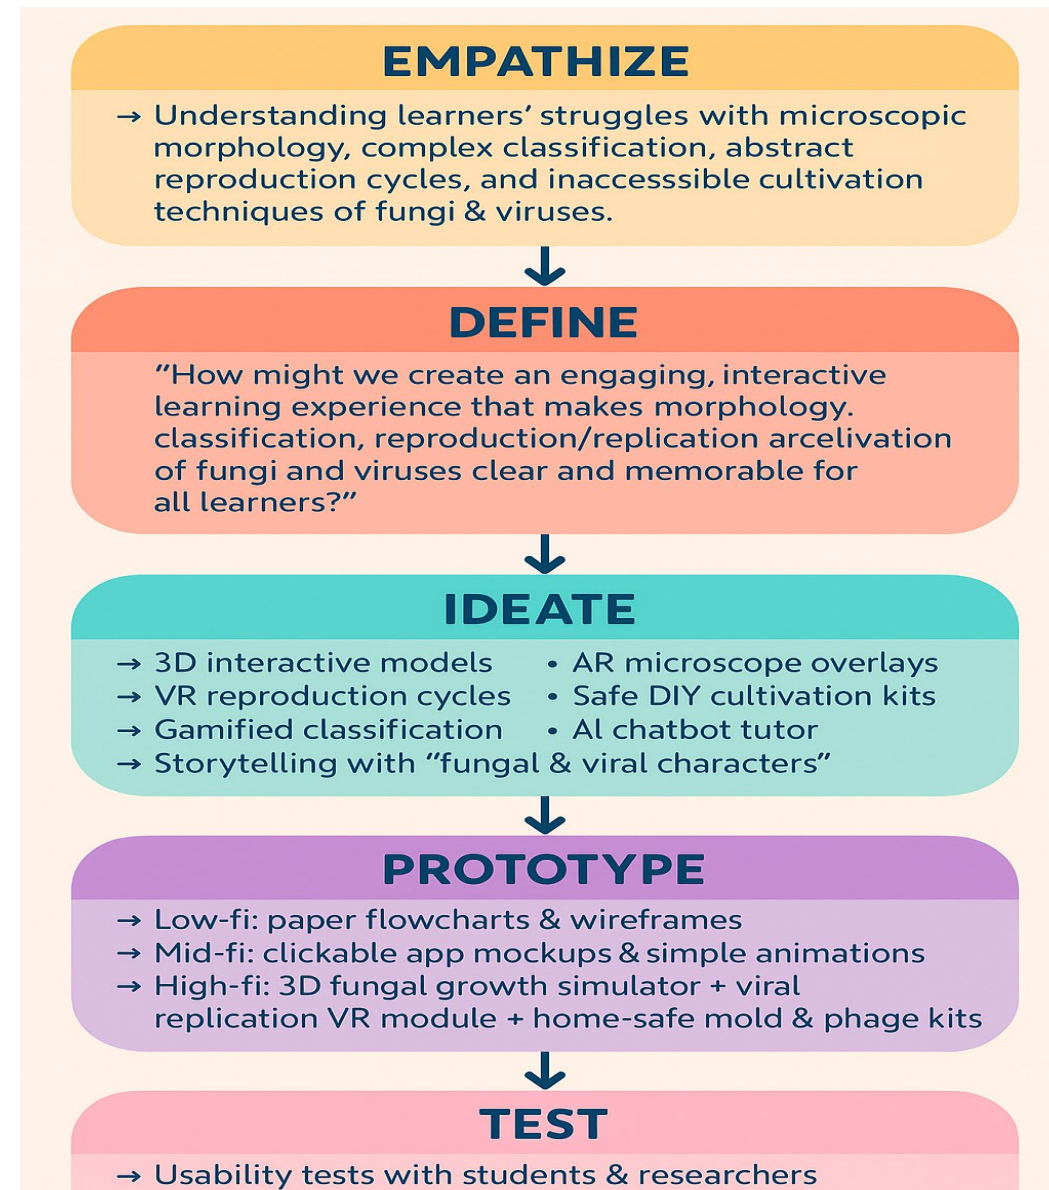 EMPATHIZE
→ Understanding learners’ struggles with microscopic
morphology, complex classification, abstract
reproduction cycles, and inaccesssible cultivation
techniques of fungi & viruses.
DEFINE
“How might we create an engaging, interactive
learning experience that makes morphology.
classification, reproduction/replication arcelivation
of fungi and viruses clear and memorable for
all learners?”
IDEATE
→ 3D interactive models
→ VR reproduction cycles
→ Gamified classification
→ Storytelling with “fungal & viral characters”
• AR microscope overlays
• Safe DIY cultivation kits
• AI chatbot tutor
PROTOTYPE
→ Low-fi: paper flowcharts & wireframes
→ Mid-fi: clickable app mockups & simple animations
→ High-fi: 3D fungal growth simulator + viral
replication VR module + home-safe mold & phage kits
TEST
→ Usability tests with students & researchers